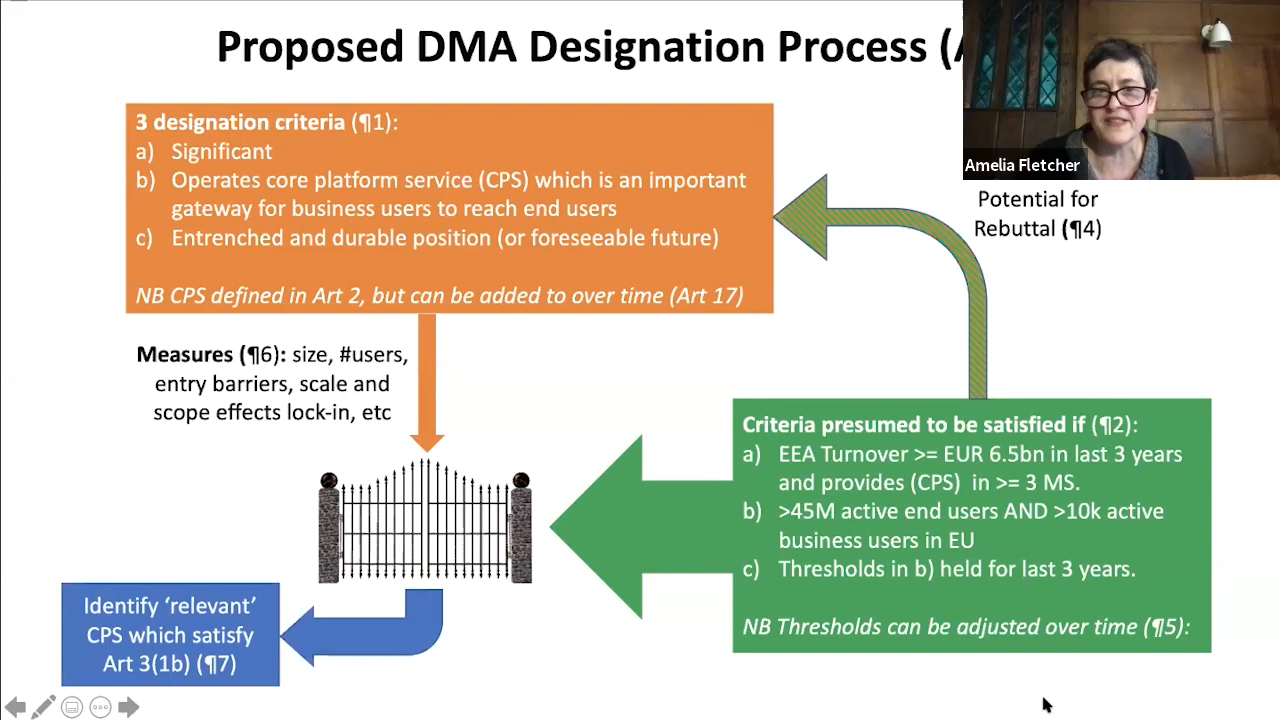 Proposed DMA Designation Process (
Amelia Fletcher
3 designation criteria (¶1):
a) Significant
b) Operates core platform service (CPS) which is an important
gateway for business users to reach end users
c) Entrenched and durable position (or foreseeable future)
NB CPS defined in Art 2, but can be added to over time (Art 17)
Potential for
Rebuttal (¶4)
Measures (¶6): size, #users,
entry barriers, scale and
scope effects lock-in, etc
Criteria presumed to be satisfied if (¶2):
a) EEA Turnover >= EUR 6.5bn in last 3 years
and provides (CPS) in >= 3 MS.
b) >45M active end users AND >10k active
business users in EU
c) Thresholds in b) held for last 3 years.
NB Thresholds can be adjusted over time (¶5):
Identify ‘relevant’
CPS which satisfy
Art 3(1b) (¶7)